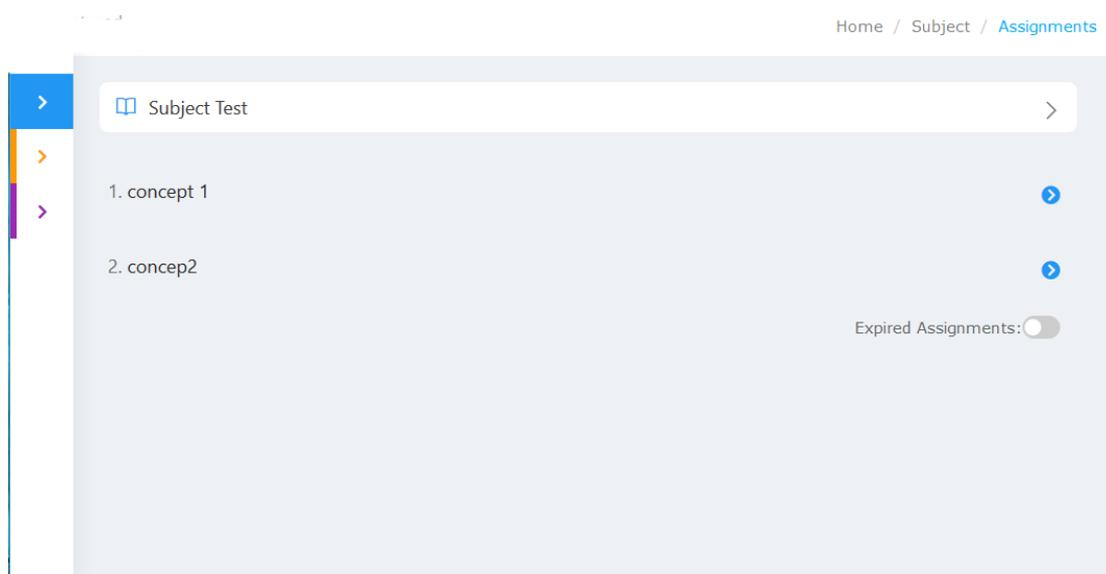 Home / Subject / Assignments
Subject Test
1. concept 1
2. concep2
Expired Assignments: